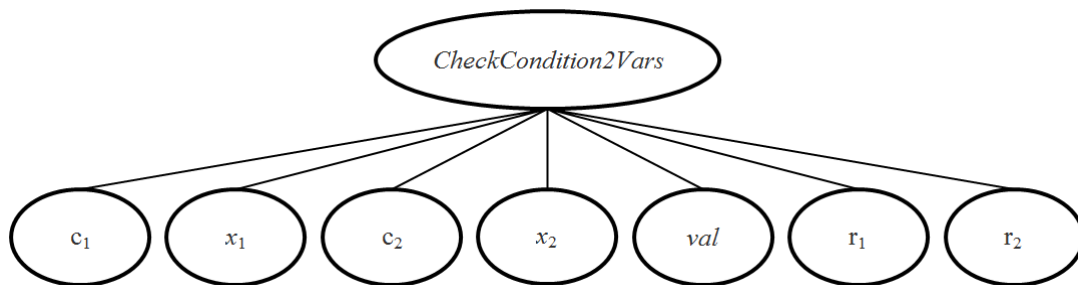 CheckCondition2Vars
c₁ x₁ c₂ x₂ val r₁ r₂